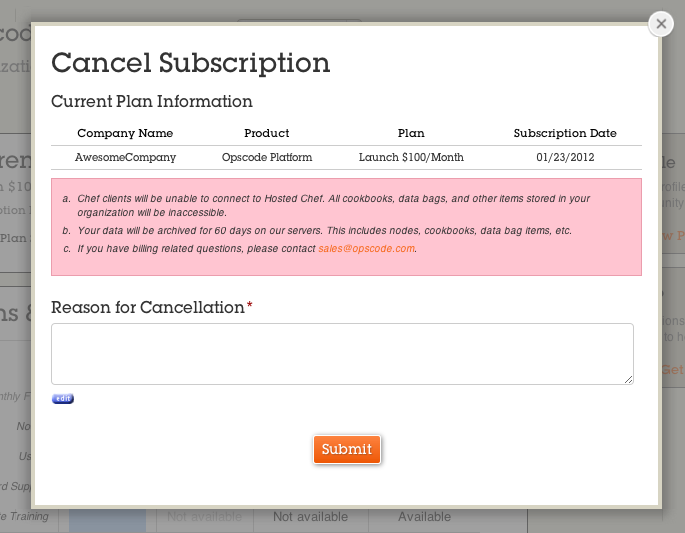 Cancel Subscription
Current Plan Information
Company Name Product Plan Subscription Date
AwesomeCompany Opscode Platform Launch $100/Month 01/23/2012
a. Chef clients will be unable to connect to Hosted Chef. All cookbooks, data bags, and other items stored in your
organization will be inaccessible.
b. Your data will be archived for 60 days on our servers. This includes nodes, cookbooks, data bag items, etc.
c. If you have billing related questions, please contact sales@opscode.com.
Reason for Cancellation*
edit
Submit
Not available Not available Available
Training